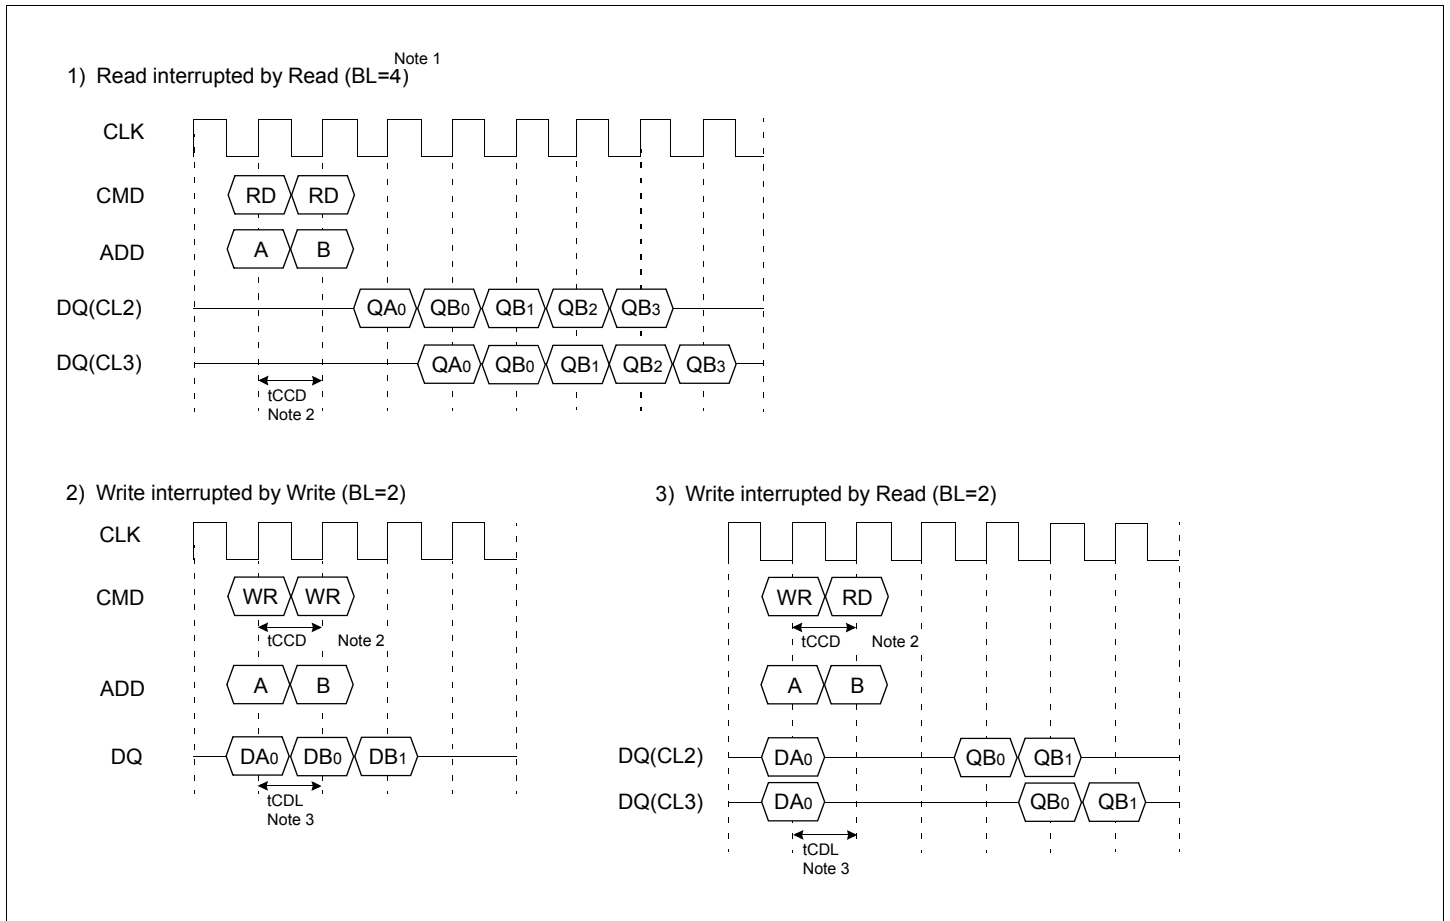 Note 1
1) Read interrupted by Read (BL=4)
CLK
CMD RD RD
ADD A B
DQ(CL2) QA0 QB0 QB1 QB2 QB3
DQ(CL3) QA0 QB0 QB1 QB2 QB3
tCCD
Note 2
2) Write interrupted by Write (BL=2)
CLK
CMD WR WR
tCCD Note 2
ADD A B
DQ DA0 DB0 DB1
tCDL
Note 3
3) Write interrupted by Read (BL=2)
WR RD
tCCD Note 2
A B
DQ(CL2) DA0 QB0 QB1
DQ(CL3) DA0 QB0 QB1
tCDL
Note 3